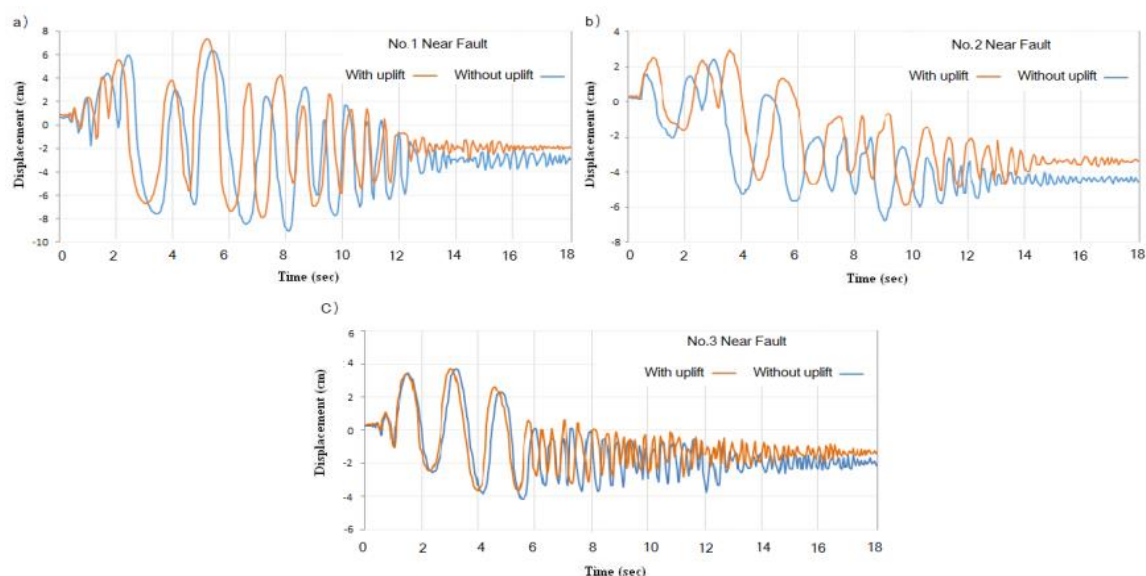 a)
No.1 Near Fault
With uplift Without uplift
Displacement (cm)
8
6
4
2
0
-2
-4
-6
-8
-10
0 2 4 6 8 10 12 14 16 18
Time (sec)
b)
No.2 Near Fault
With uplift Without uplift
Displacement (cm)
4
2
0
-2
-4
-6
-8
0 2 4 6 8 10 12 14 16 18
Time (sec)
C)
No.3 Near Fault
With uplift Without uplift
Displacement (cm)
6
4
2
0
-2
-4
-6
0 2 4 6 8 10 12 14 16 18
Time (sec)